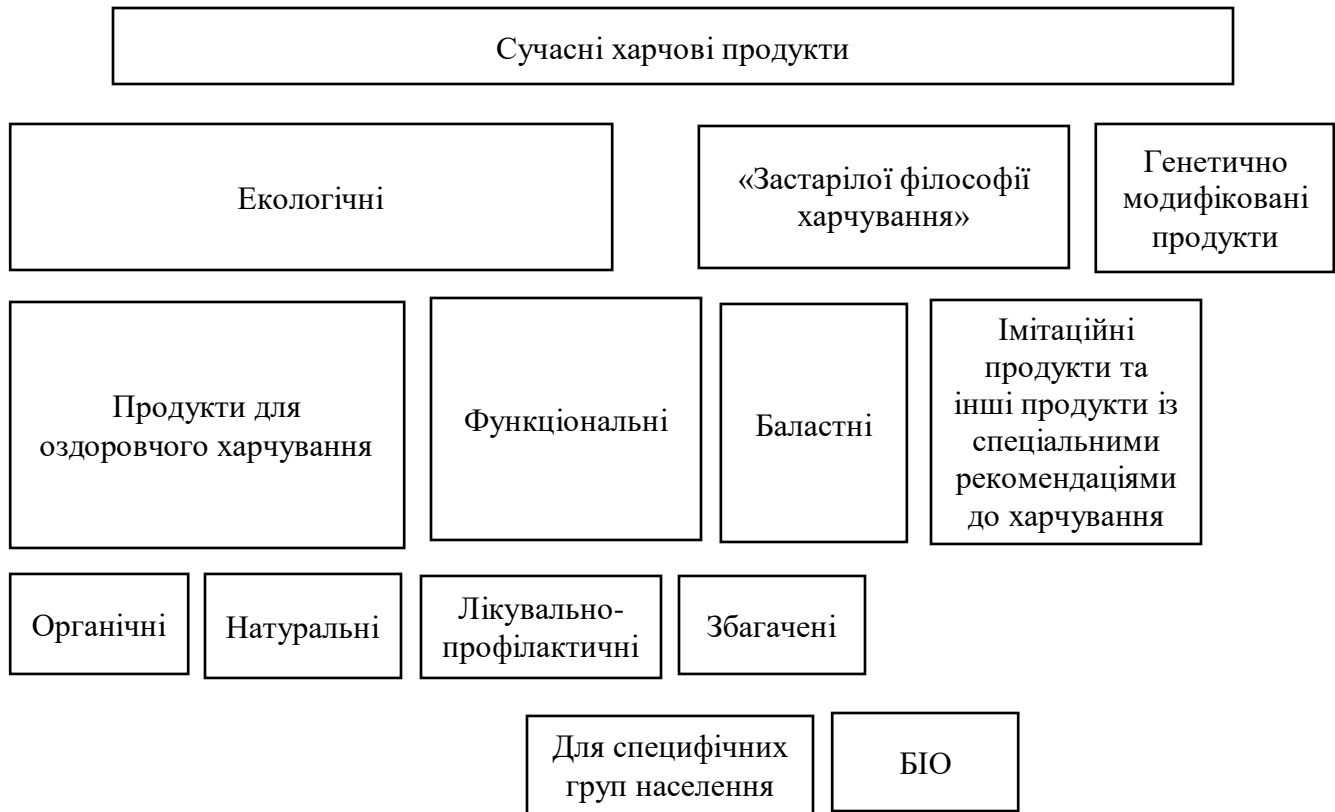 Сучасні харчові продукти
Екологічні
«Застарілої філософії
харчування»
Генетично
модифіковані
продукти
Продукти для
оздоровчого харчування
Функціональні
Баластні
Імітаційні
продукти та
інші продукти із
спеціальними
рекомендаціями
до харчування
Органічні
Натуральні
Лікувально-
профілактичні
Збагачені
Для специфічних
груп населення
БІО